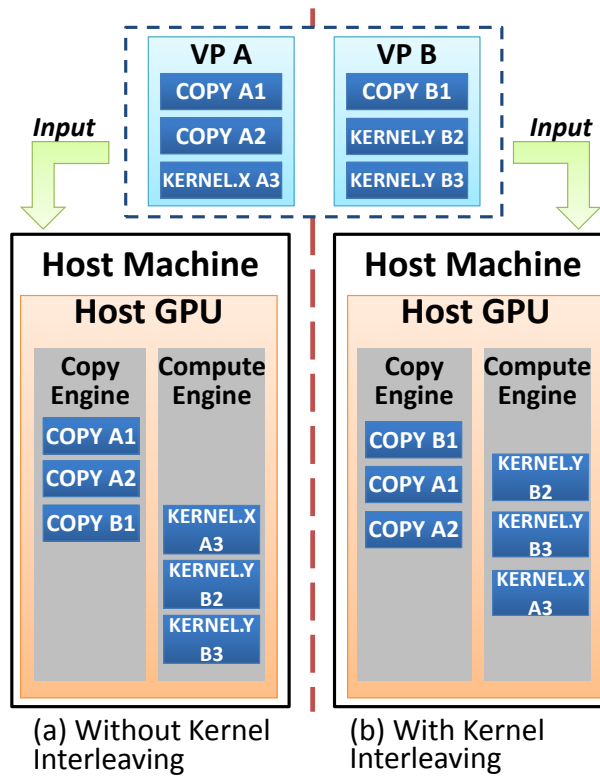 VP A
COPY A1
COPY A2
KERNEL.X A3
VP B
COPY B1
KERNEL.Y B2
KERNEL.Y B3
Input
Input
Host Machine
Host GPU
Copy
Engine
COPY A1
COPY A2
COPY B1
Compute
Engine
KERNEL.X
A3
KERNEL.Y
B2
KERNEL.Y
B3
(a) Without Kernel
Interleaving
Host Machine
Host GPU
Copy
Engine
COPY B1
COPY A1
COPY A2
Compute
Engine
KERNEL.Y
B2
KERNEL.Y
B3
KERNEL.X
A3
(b) With Kernel
Interleaving